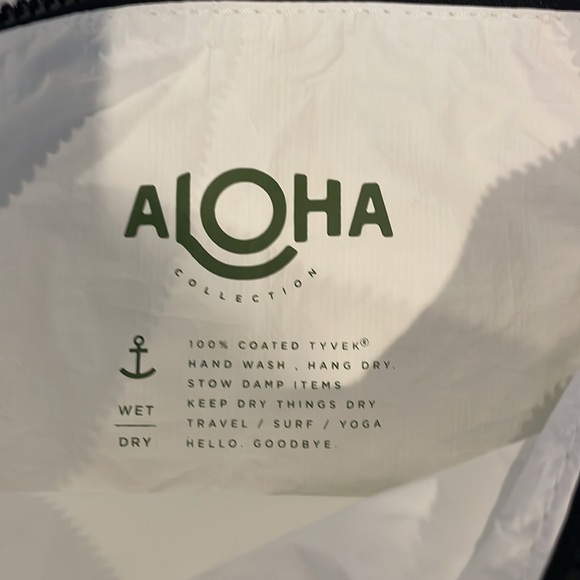 ALOHA
COLLECTION
100% COATED TYVEK®
HAND WASH , HANG DRY.
STOW DAMP ITEMS
KEEP DRY THINGS DRY
TRAVEL / SURF / YOGA
HELLO. GOODBYE.
WET
DRY